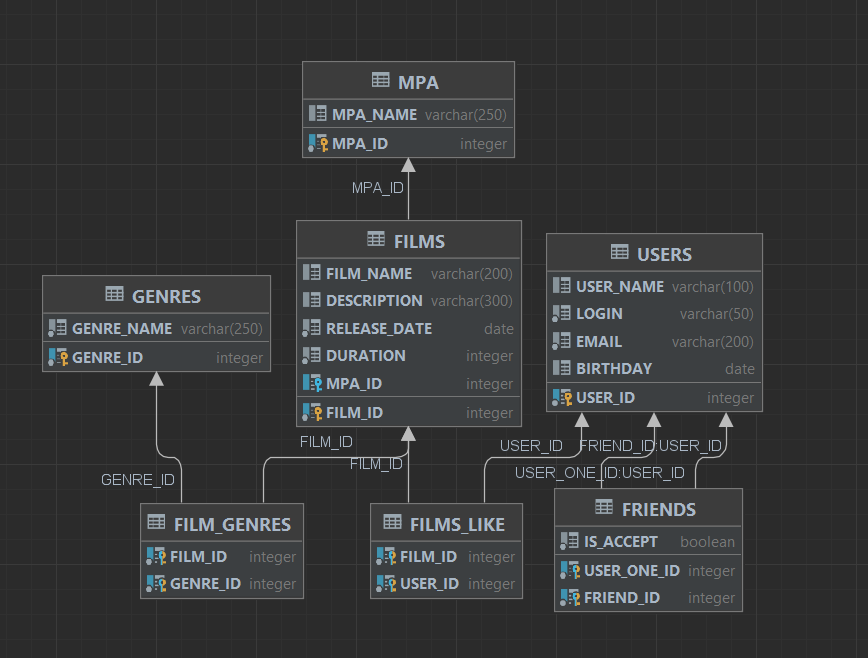 MPA
MPA_NAME varchar(250)
MPA_ID integer
MPA_ID
FILMS
FILM_NAME varchar(200)
DESCRIPTION varchar(300)
RELEASE_DATE date
DURATION integer
MPA_ID integer
FILM_ID integer
USERS
USER_NAME varchar(100)
LOGIN varchar(50)
EMAIL varchar(200)
BIRTHDAY date
USER_ID integer
GENRES
GENRE_NAME varchar(250)
GENRE_ID integer
FILM_ID
FILM_ID
USER_ID
FRIEND_ID:USER_ID
USER_ONE_ID:USER_ID
GENRE_ID
FILM_GENRES
FILM_ID integer
GENRE_ID integer
FILMS_LIKE
FILM_ID integer
USER_ID integer
FRIENDS
IS_ACCEPT boolean
USER_ONE_ID integer
FRIEND_ID integer